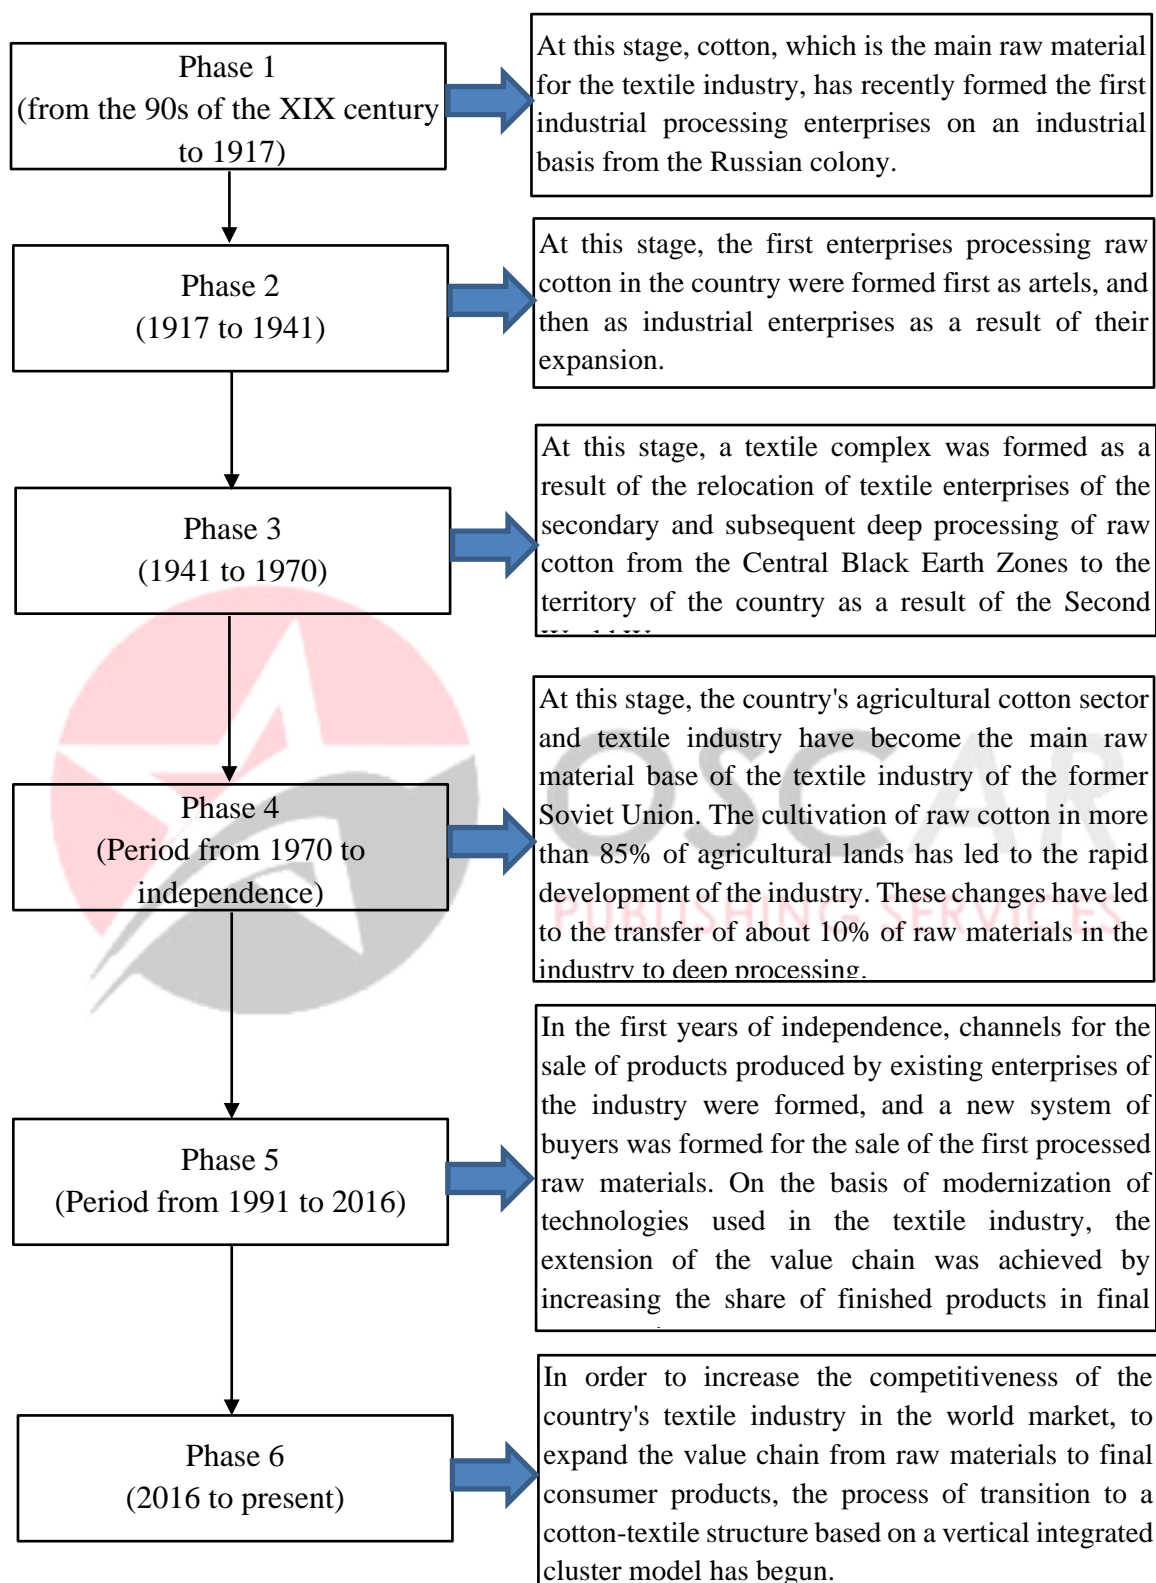 Phase 1
(from the 90s of the XIX century
to 1917)
At this stage, cotton, which is the main raw material
for the textile industry, has recently formed the first
industrial processing enterprises on an industrial
basis from the Russian colony.
Phase 2
(1917 to 1941)
At this stage, the first enterprises processing raw
cotton in the country were formed first as artels, and
then as industrial enterprises as a result of their
expansion.
Phase 3
(1941 to 1970)
At this stage, a textile complex was formed as a
result of the relocation of textile enterprises of the
secondary and subsequent deep processing of raw
cotton from the Central Black Earth Zones to the
territory of the country as a result of the Second
Phase 4
(Period from 1970 to
independence)
At this stage, the country's agricultural cotton sector
and textile industry have become the main raw
material base of the textile industry of the former
Soviet Union. The cultivation of raw cotton in more
than 85% of agricultural lands has led to the rapid
development of the industry. These changes have led
to the transfer of about 10% of raw materials in the
industry to deep processing.
Phase 5
(Period from 1991 to 2016)
In the first years of independence, channels for the
sale of products produced by existing enterprises of
the industry were formed, and a new system of
buyers was formed for the sale of the first processed
raw materials. On the basis of modernization of
technologies used in the textile industry, the
extension of the value chain was achieved by
increasing the share of finished products in final
Phase 6
(2016 to present)
In order to increase the competitiveness of the
country's textile industry in the world market, to
expand the value chain from raw materials to final
consumer products, the process of transition to a
cotton-textile structure based on a vertical integrated
cluster model has begun.
OSCAR
PUBLISHING SERVICES